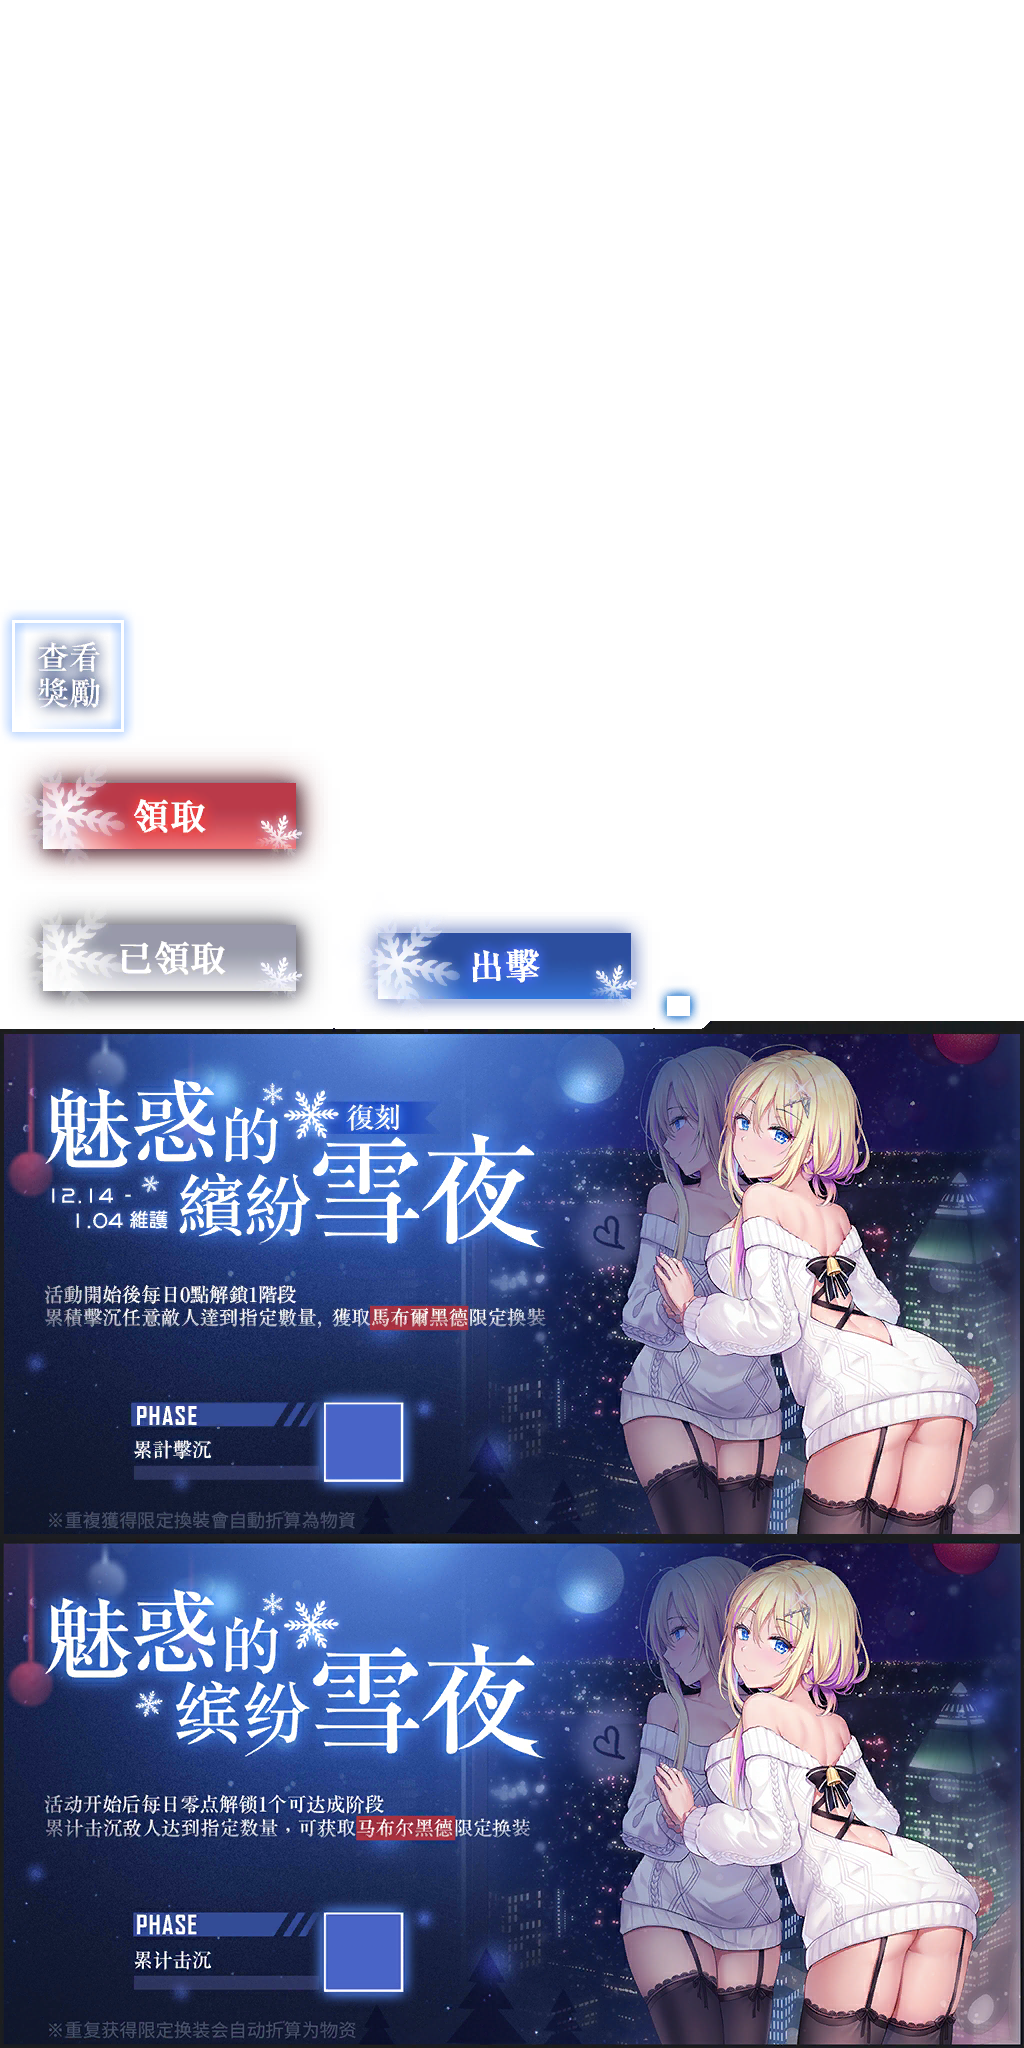 查看
獎勵
領取
已領取
出擊
魅惑的
復刻
繽紛雪夜
12.14 -
1.04 維護
活動開始後每日0點解鎖1階段
累積擊沉任意敵人達到指定數量，獲取馬布爾黑德限定換裝
PHASE
累計擊沉
※重複獲得限定換裝會自動折算為物資
魅惑的
缤纷雪夜
活动开始后每日零点解锁1个可达成阶段
累计击沉敌人达到指定数量，可获取马布尔黑德限定换装
PHASE
累计击沉
※重复获得限定换装会自动折算为物资